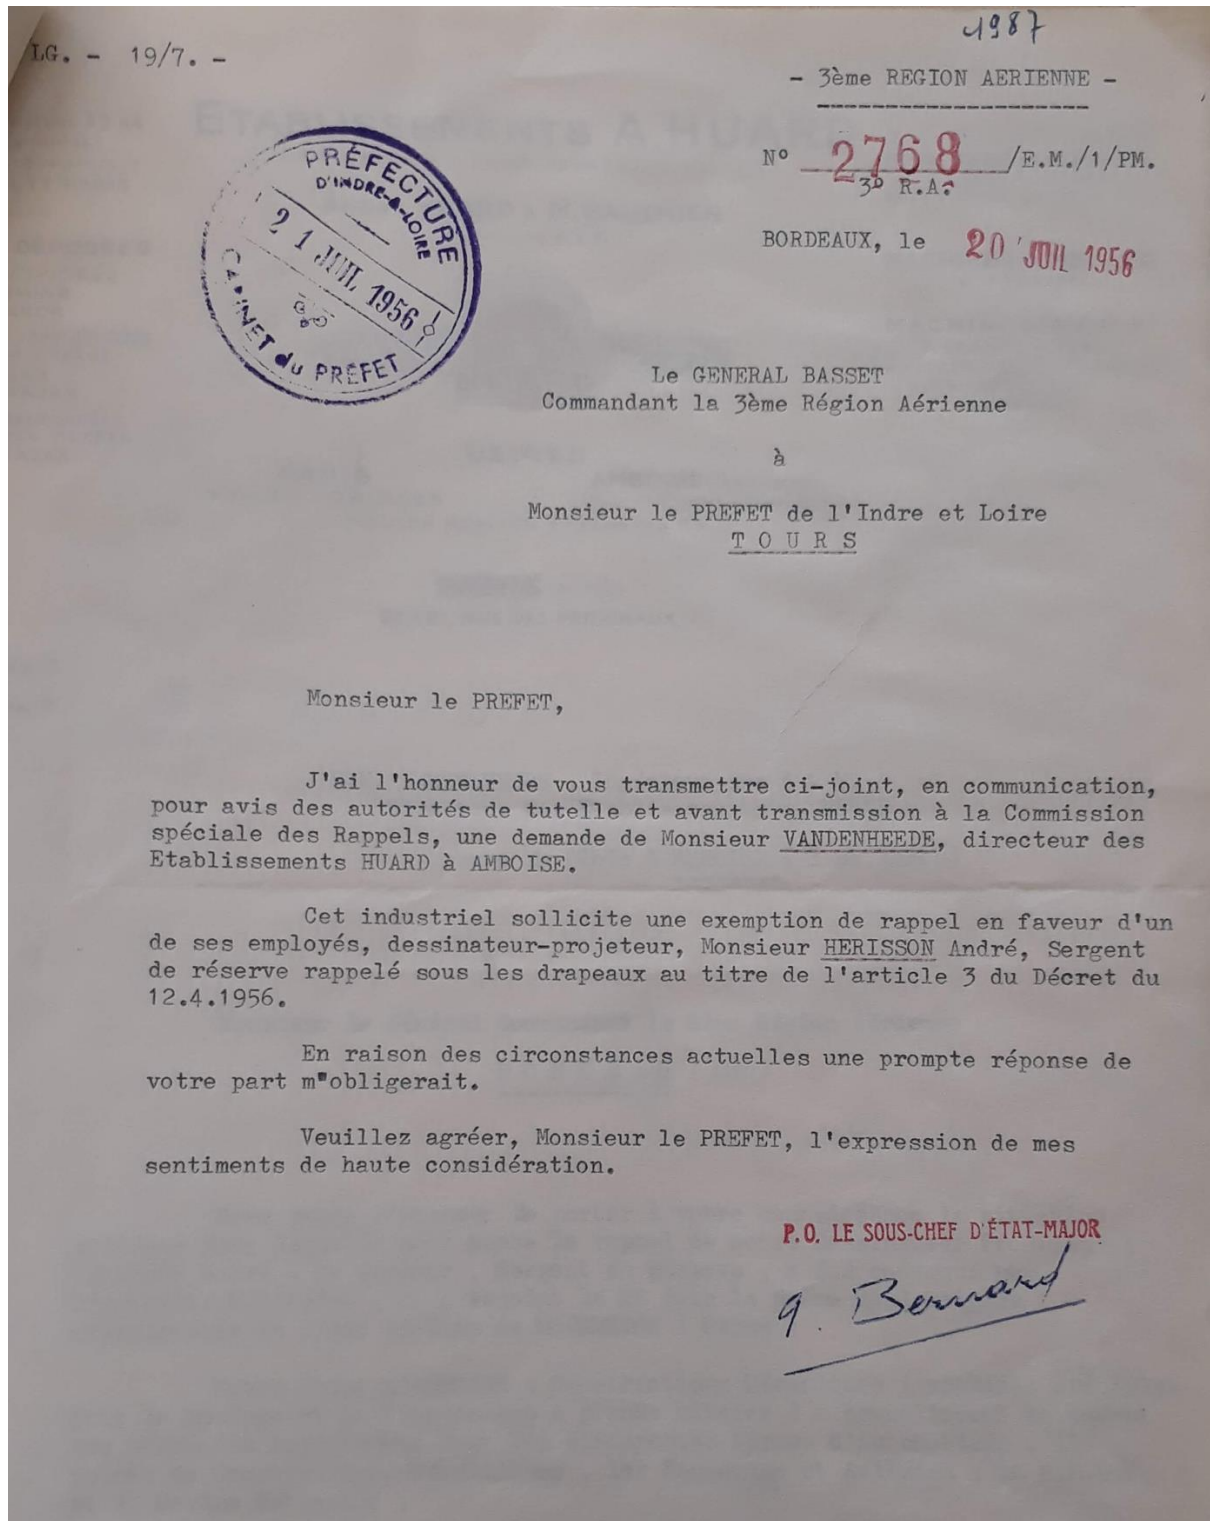 1987
LG. - 19/7. -
- 3ème REGION AERIENNE -
N° 2768 /E.M./1/PM.
3° R.A.
BORDEAUX, le 20 JUIL 1956
PRÉFECTURE
D'INDRE-&-LOIRE
21 JUIL 1956
CABINET du PRÉFET
Le GENERAL BASSET
Commandant la 3ème Région Aérienne
à
Monsieur le PREFET de l'Indre et Loire
T O U R S
Monsieur le PREFET,
J'ai l'honneur de vous transmettre ci-joint, en communication,
pour avis des autorités de tutelle et avant transmission à la Commission
spéciale des Rappels, une demande de Monsieur VANDENHEEDE, directeur des
Etablissements HUARD à AMBOISE.
Cet industriel sollicite une exemption de rappel en faveur d'un
de ses employés, dessinateur-projeteur, Monsieur HERISSON André, Sergent
de réserve rappelé sous les drapeaux au titre de l'article 3 du Décret du
12.4.1956.
En raison des circonstances actuelles une prompte réponse de
votre part m"obligerait.
Veuillez agréer, Monsieur le PREFET, l'expression de mes
sentiments de haute considération.
P.O. LE SOUS-CHEF D'ÉTAT-MAJOR
Bernard